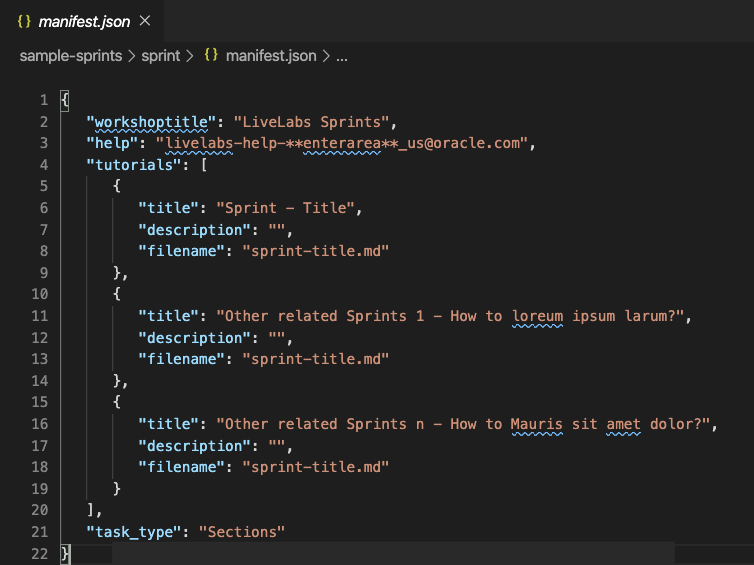 {} manifest.json ×
sample-sprints > sprint > {} manifest.json > ...
1 {
2 "workshoptitle": "LiveLabs Sprints",
3 "help": "livelabs-help-**enterarea**_us@oracle.com",
4 "tutorials": [
5 {
6 "title": "Sprint - Title",
7 "description": "",
8 "filename": "sprint-title.md"
9 },
10 {
11 "title": "Other related Sprints 1 - How to loreum ipsum larum?",
12 "description": "",
13 "filename": "sprint-title.md"
14 },
15 {
16 "title": "Other related Sprints n - How to Mauris sit amet dolor?",
17 "description": "",
18 "filename": "sprint-title.md"
19 }
20 ],
21 "task_type": "Sections"
22 }